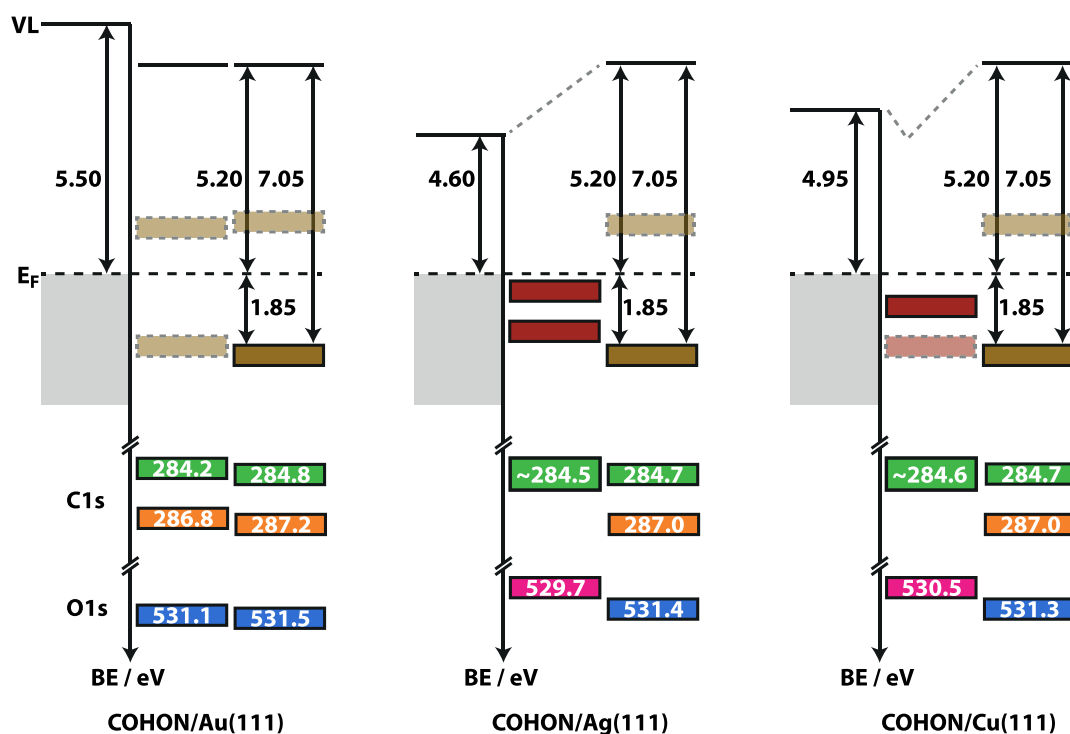 VL
5.50
5.20
7.05
4.60
5.20
7.05
4.95
5.20
7.05
E_F
1.85
1.85
1.85
C1s
284.2
284.8
~284.5
284.7
~284.6
284.7
286.8
287.2
287.0
287.0
O1s
531.1
531.5
529.7
531.4
530.5
531.3
BE / eV
BE / eV
BE / eV
COHON/Au(111)
COHON/Ag(111)
COHON/Cu(111)